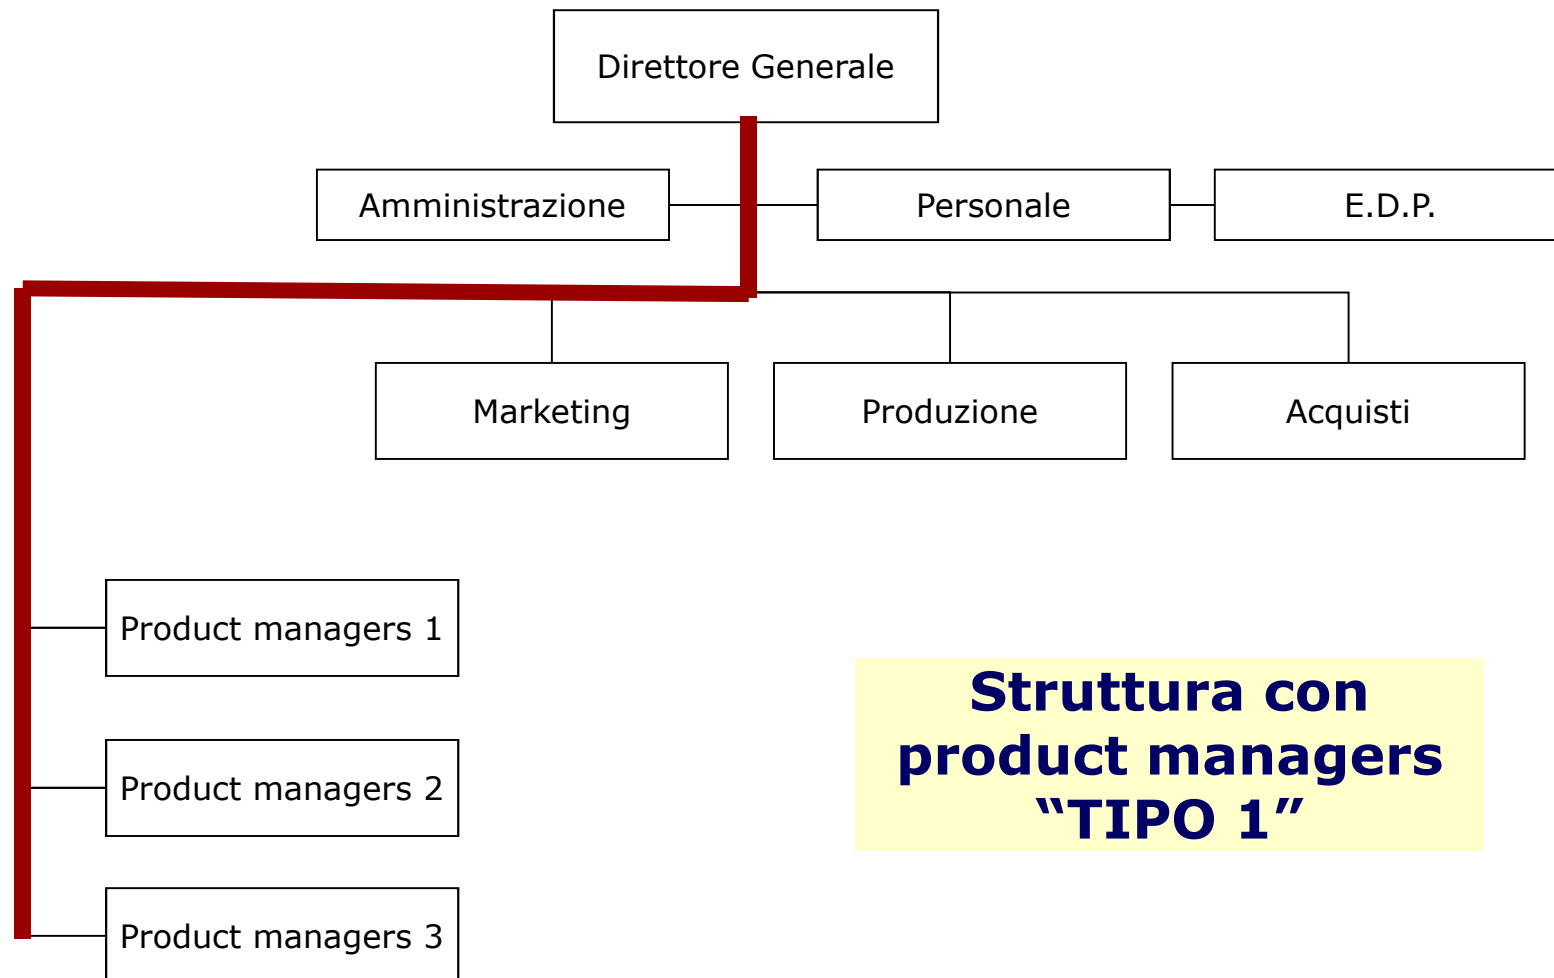 Direttore Generale
Amministrazione
Personale
E.D.P.
Marketing
Produzione
Acquisti
Product managers 1
Product managers 2
Product managers 3
Struttura con
product managers
“TIPO 1”